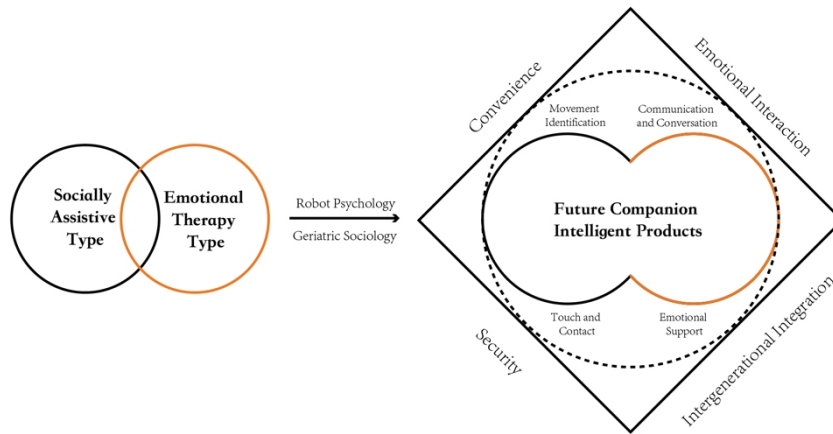 Socially
Assistive
Type
Emotional
Therapy
Type
Robot Psychology
Geriatric Sociology
Convenience
Emotional Interaction
Movement
Identification
Communication
and Conversation
Future Companion
Intelligent Products
Touch and
Contact
Emotional
Support
Security
Intergenerational Integration